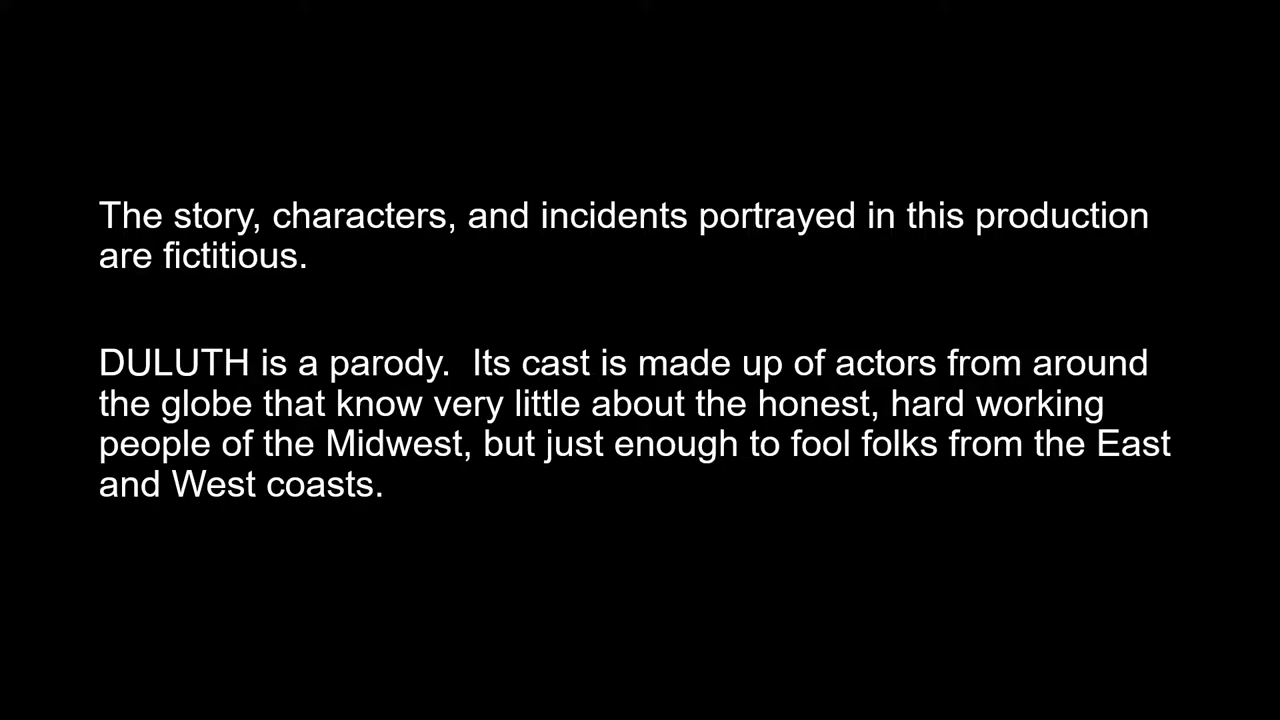 The story, characters, and incidents portrayed in this production
are fictitious.
DULUTH is a parody.  Its cast is made up of actors from around
the globe that know very little about the honest, hard working
people of the Midwest, but just enough to fool folks from the East
and West coasts.